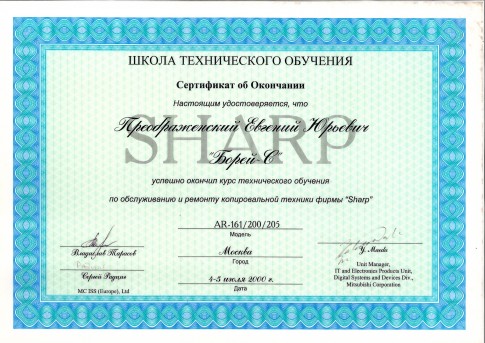 ШКОЛА ТЕХНИЧЕСКОГО ОБУЧЕНИЯ
Сертификат об Окончании
Настоящим удостоверяется, что
SHARP
Преображенский Евгений Юрьевич
"Борей-С"
успешно окончил курс технического обучения
по обслуживанию и ремонту копировальной техники фирмы "Sharp"
AR-161/200/205
Модель
Владислав Тарасов
Москва
Город
Y. Maeda
Сергей Родцы
MC ISS (Europe), Ltd
4-5 июля 2000 г.
Дата
Unit Manager,
IT and Electronics Products Unit,
Digital Systems and Devices Div.,
Mitsubishi Corporation